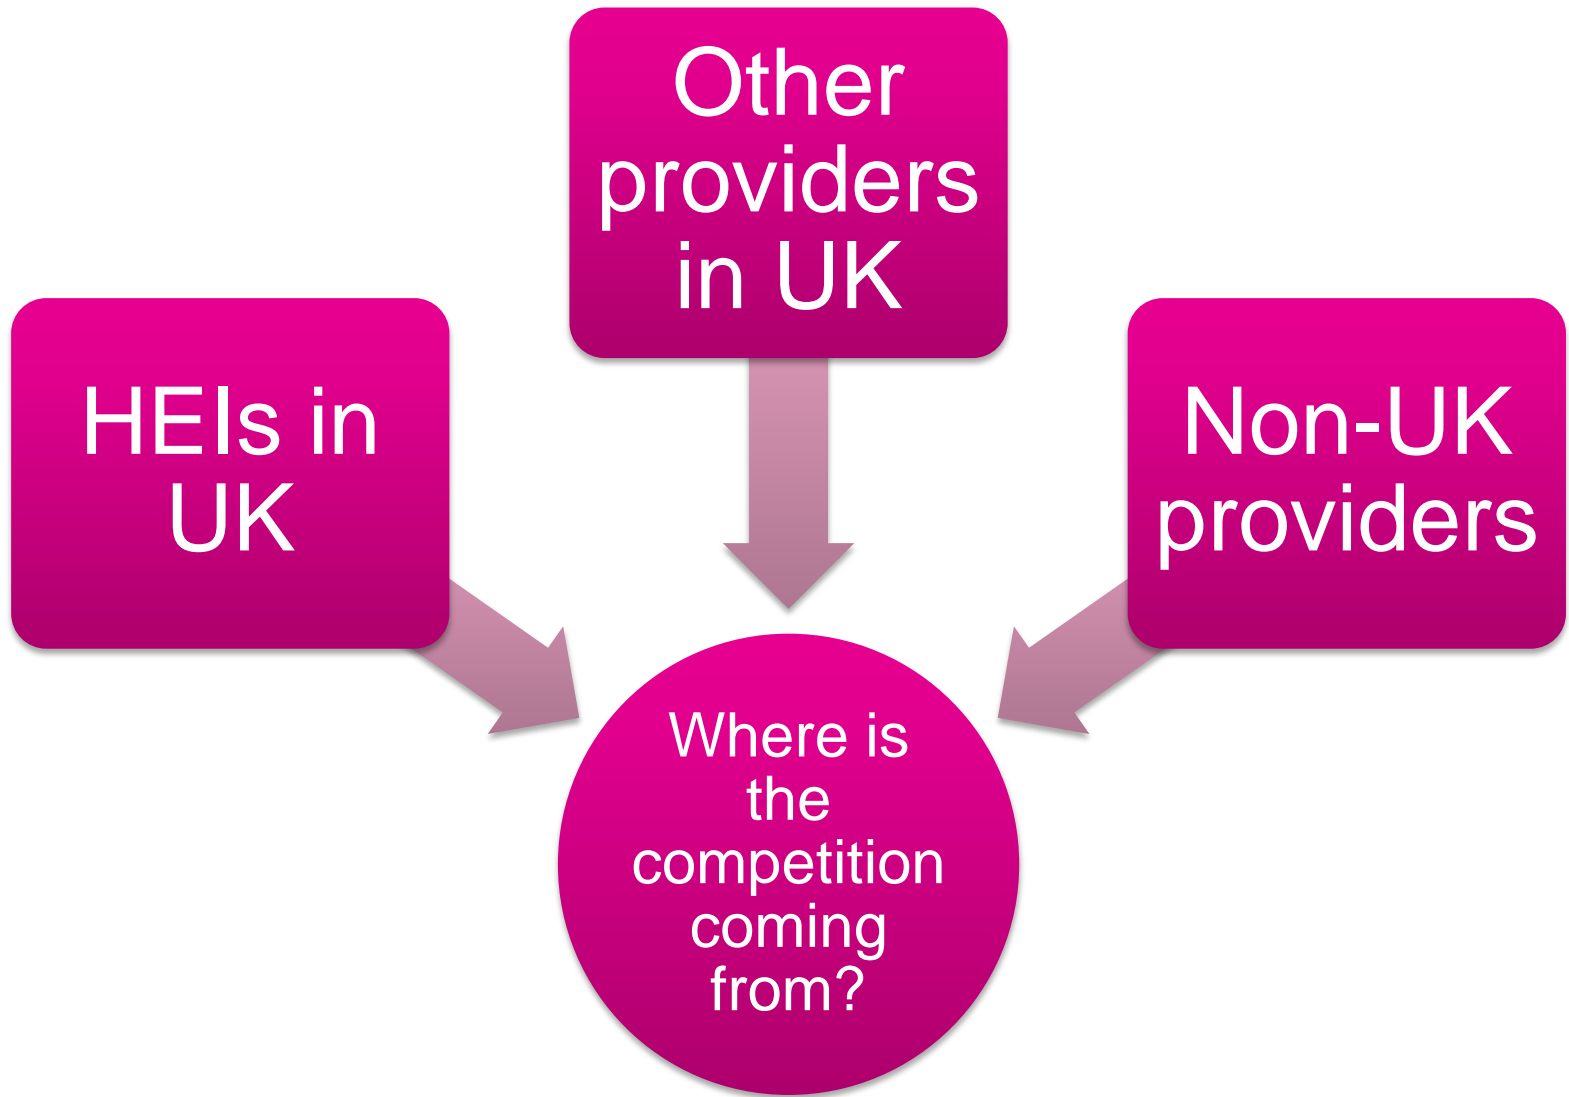 Other
providers
in UK
HEIs in
UK
Non-UK
providers
Where is
the
competition
coming
from?